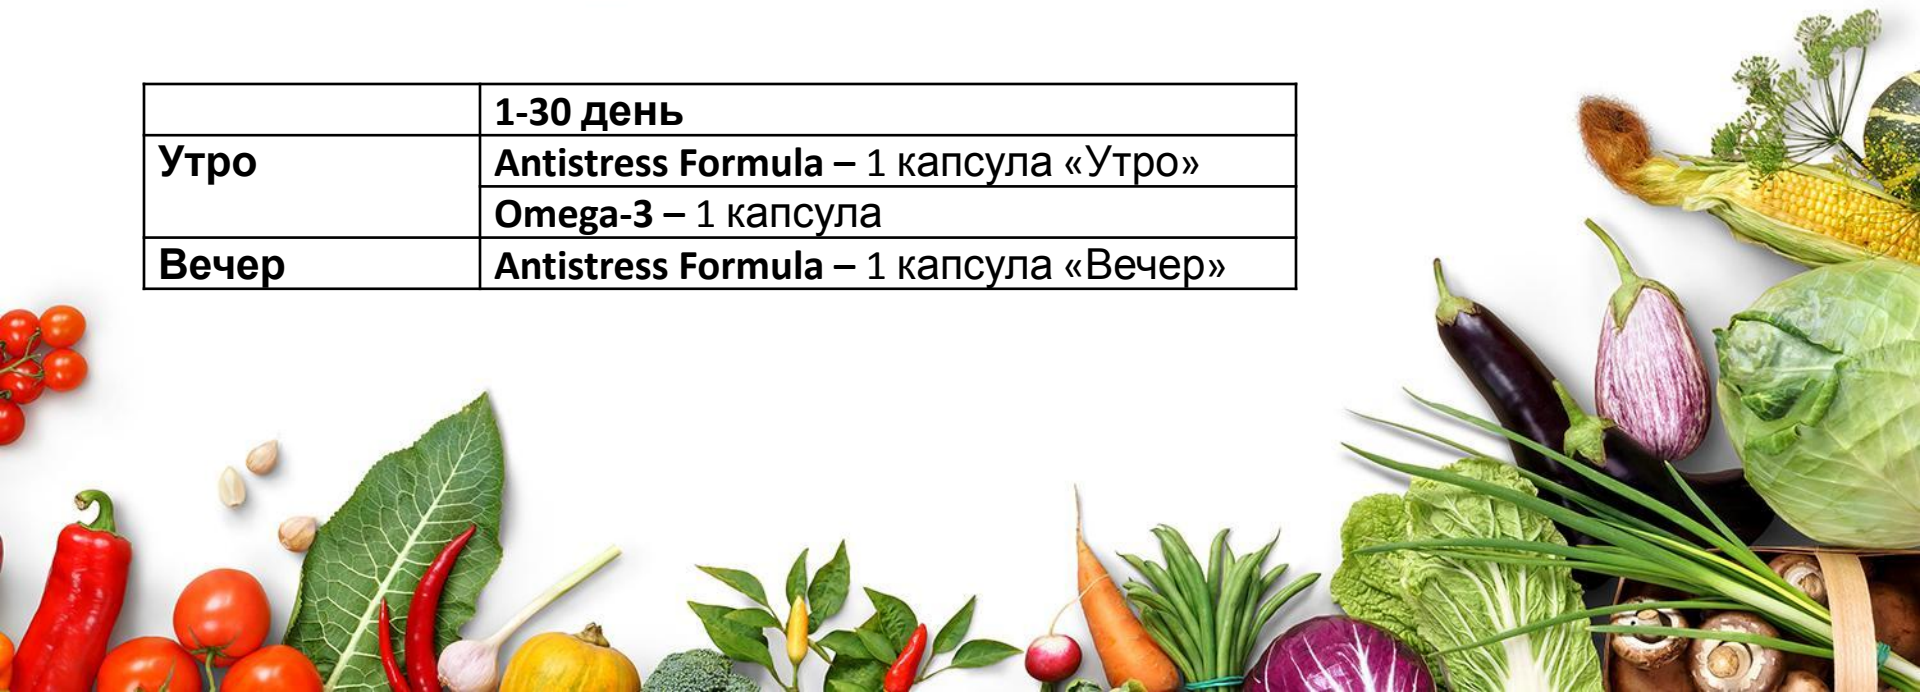 1-30 день
Утро
Antistress Formula – 1 капсула «Утро»
Omega-3 – 1 капсула
Вечер
Antistress Formula – 1 капсула «Вечер»